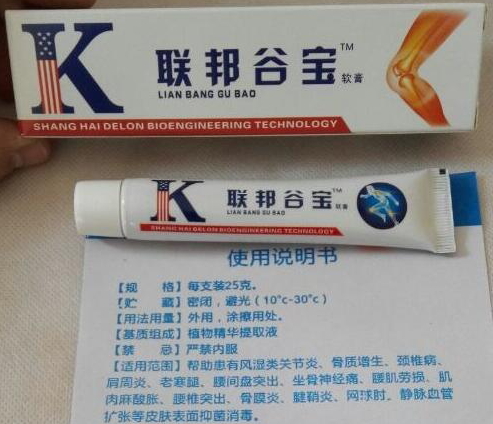 K 联邦谷宝™ 软膏
LIAN BANG GU BAO
SHANG HAI DELON BIOENGINEERING TECHNOLOGY
K 联邦谷宝™ 软膏
LIAN BANG GU BAO
SHANG HAI DELON BIOENGINEERING TECHNOLOGY
使用说明书
【规 格】每支装25克。
【贮 藏】密闭，避光（10°c-30°c）
【用法用量】外用，涂擦用处。
【基质组成】植物精华提取液
【禁 忌】严禁内服
【适用范围】帮助患有风湿类关节炎、骨质增生、颈椎病、
肩周炎、老寒腿、腰间盘突出、坐骨神经痛、腰肌劳损、肌
肉麻酸胀、腰椎突出、骨膜炎、腱鞘炎、网球肘、静脉血管
扩张等皮肤表面抑菌消毒。